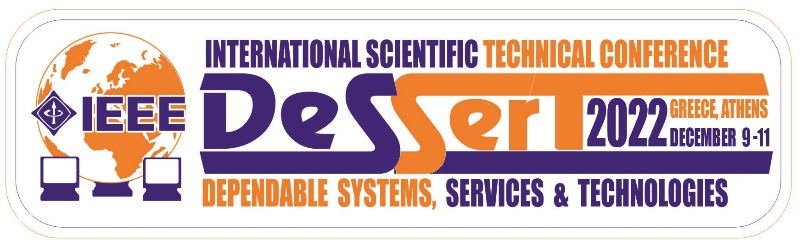 INTERNATIONAL SCIENTIFIC TECHNICAL CONFERENCE
IEEE
DeSSerT
2022
GREECE, ATHENS
DECEMBER 9-11
DEPENDABLE SYSTEMS, SERVICES & TECHNOLOGIES